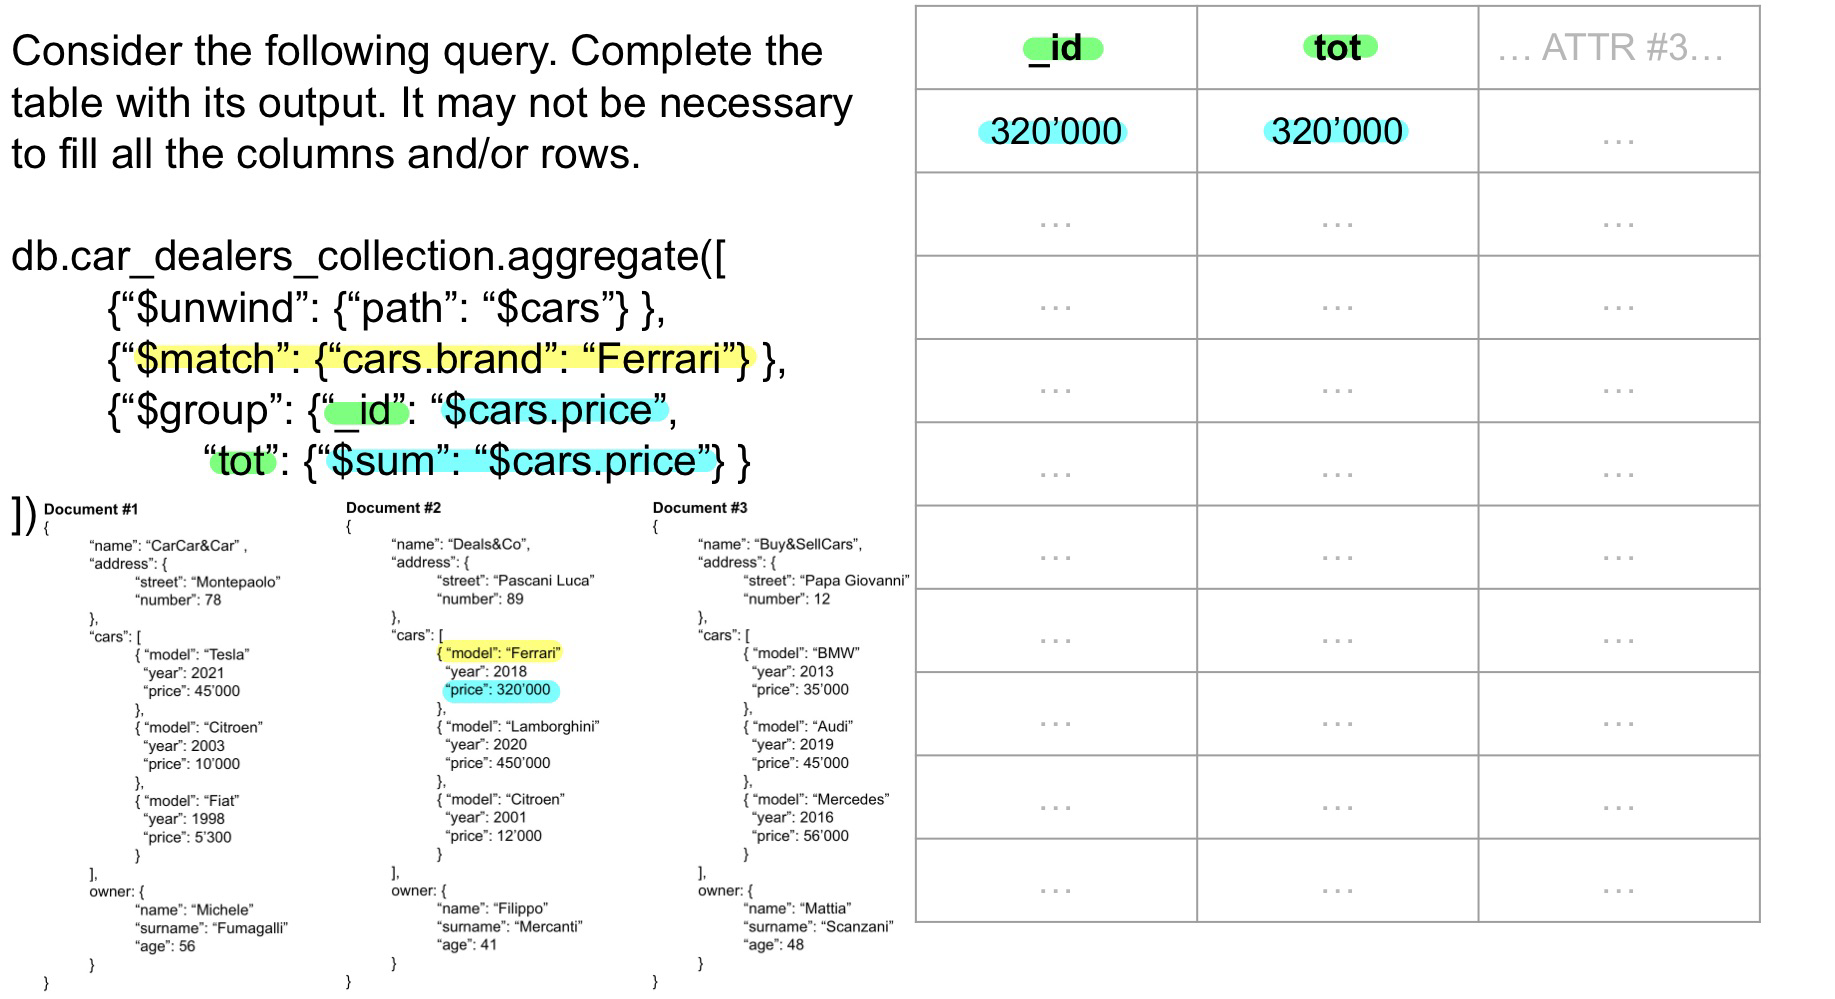 Consider the following query. Complete the
table with its output. It may not be necessary
to fill all the columns and/or rows.
db.car_dealers_collection.aggregate([
{“$unwind”: {“path”: “$cars”} },
{“$match”: {“cars.brand”: “Ferrari”} },
{“$group”: {“_id”: “$cars.price”,
“tot”: {“$sum”: “$cars.price”} }
])
Document #1
{
“name”: “CarCar&Car” ,
“address”: {
“street”: “Montepaolo”
“number”: 78
},
“cars”: [
{ “model”: “Tesla”
“year”: 2021
“price”: 45’000
},
{ “model”: “Citroen”
“year”: 2003
“price”: 10’000
},
{ “model”: “Fiat”
“year”: 1998
“price”: 5’300
}
],
owner: {
“name”: “Michele”
“surname”: “Fumagalli”
“age”: 56
}
}
Document #2
{
“name”: “Deals&Co”,
“address”: {
“street”: “Pascani Luca”
“number”: 89
},
“cars”: [
{ “model”: “Ferrari”
“year”: 2018
“price”: 320’000
},
{ “model”: “Lamborghini”
“year”: 2020
“price”: 450’000
},
{ “model”: “Citroen”
“year”: 2001
“price”: 12’000
}
],
owner: {
“name”: “Filippo”
“surname”: “Mercanti”
“age”: 41
}
}
Document #3
{
“name”: “Buy&SellCars”,
“address”: {
“street”: “Papa Giovanni”
“number”: 12
},
“cars”: [
{ “model”: “BMW”
“year”: 2013
“price”: 35’000
},
{ “model”: “Audi”
“year”: 2019
“price”: 45’000
},
{ “model”: “Mercedes”
“year”: 2016
“price”: 56’000
}
],
owner: {
“name”: “Mattia”
“surname”: “Scanzani”
“age”: 48
}
}
_id tot … ATTR #3…
320’000 320’000 …
… … …
… … …
… … …
… … …
… … …
… … …
… … …
… … …
… … …